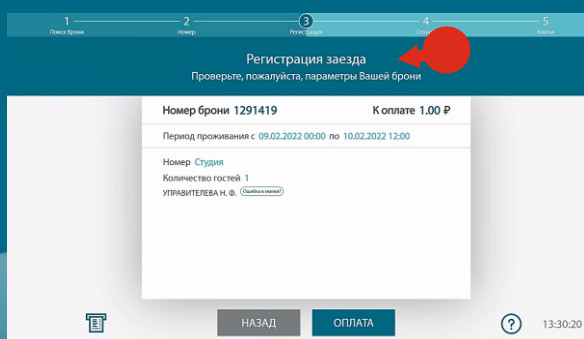 1 2 3 4 5
Поиск брони Номер Регистрация Оплата Ключи
Регистрация заезда
Проверьте, пожалуйста, параметры Вашей брони
Номер брони 1291419 К оплате 1.00 ₽
Период проживания с 09.02.2022 00:00 по 10.02.2022 12:00
Номер Студия
Количество гостей 1
УПРАВИТЕЛЕВА Н. Ф. Ошибка в имени?
НАЗАД ОПЛАТА ? 13:30:20